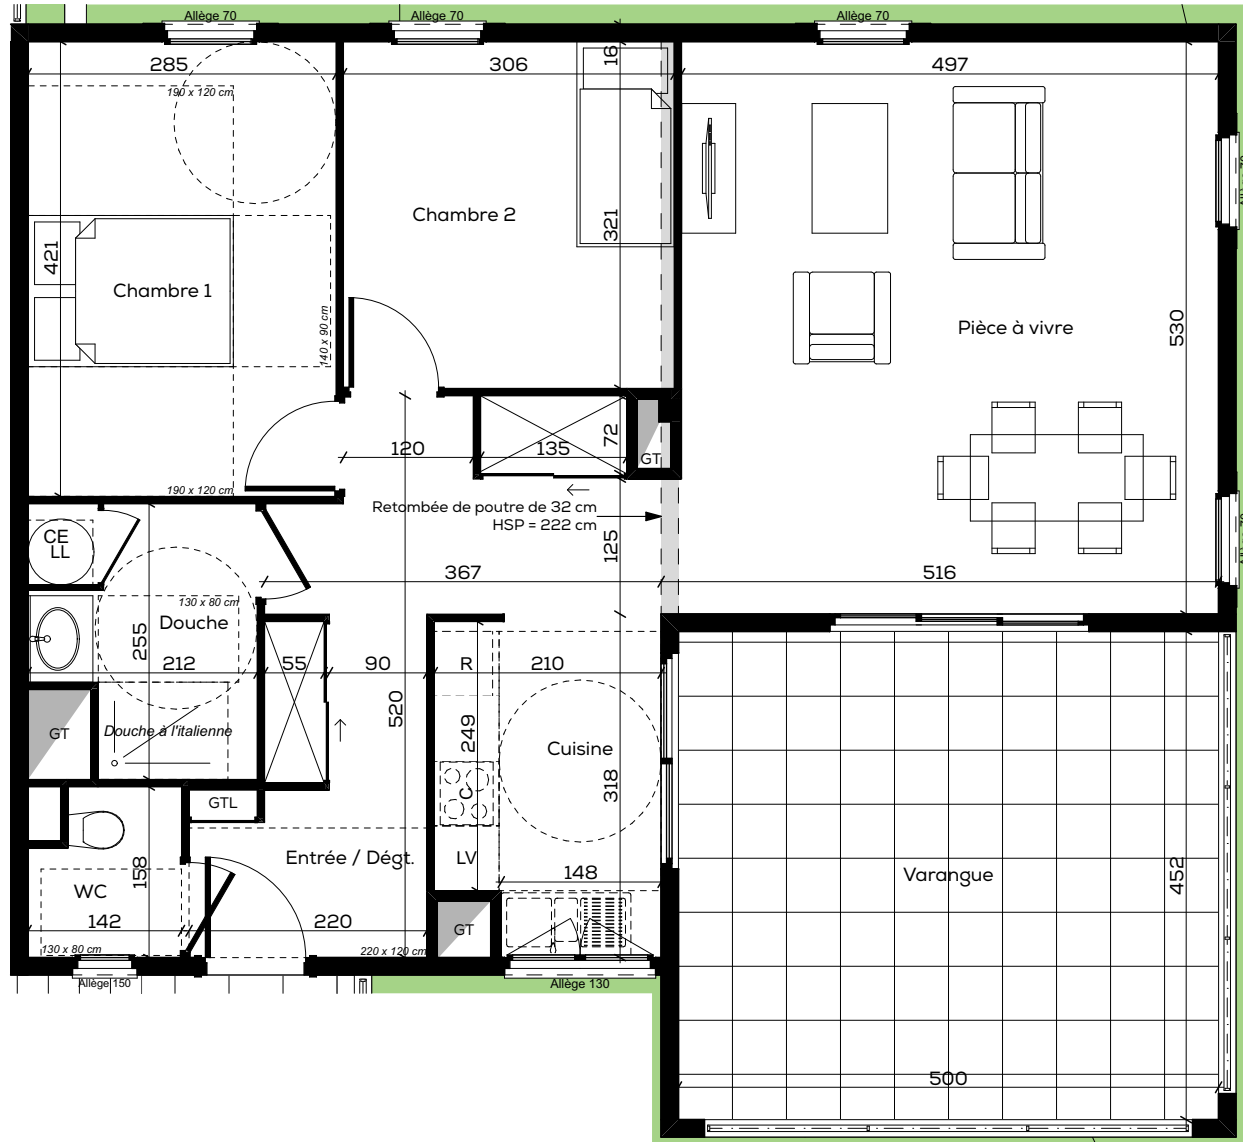 Allège 70
Allège 70
Allège 70
285
306
16
497
190 x 120 cm
Chambre 2
321
421
Chambre 1
140 x 90 cm
Pièce à vivre
530
120
135
72
GT
190 x 120 cm
Retombée de poutre de 32 cm
HSP = 222 cm
125
CE
LL
367
516
130 x 80 cm
Douche
255
212
55
90
R
210
520
249
GT
Douche à l'italienne
Cuisine
318
C
GTL
Entrée / Dégt.
LV
158
WC
148
Varangue
452
142
220
GT
130 x 80 cm
220 x 120 cm
Allège 150
Allège 130
500